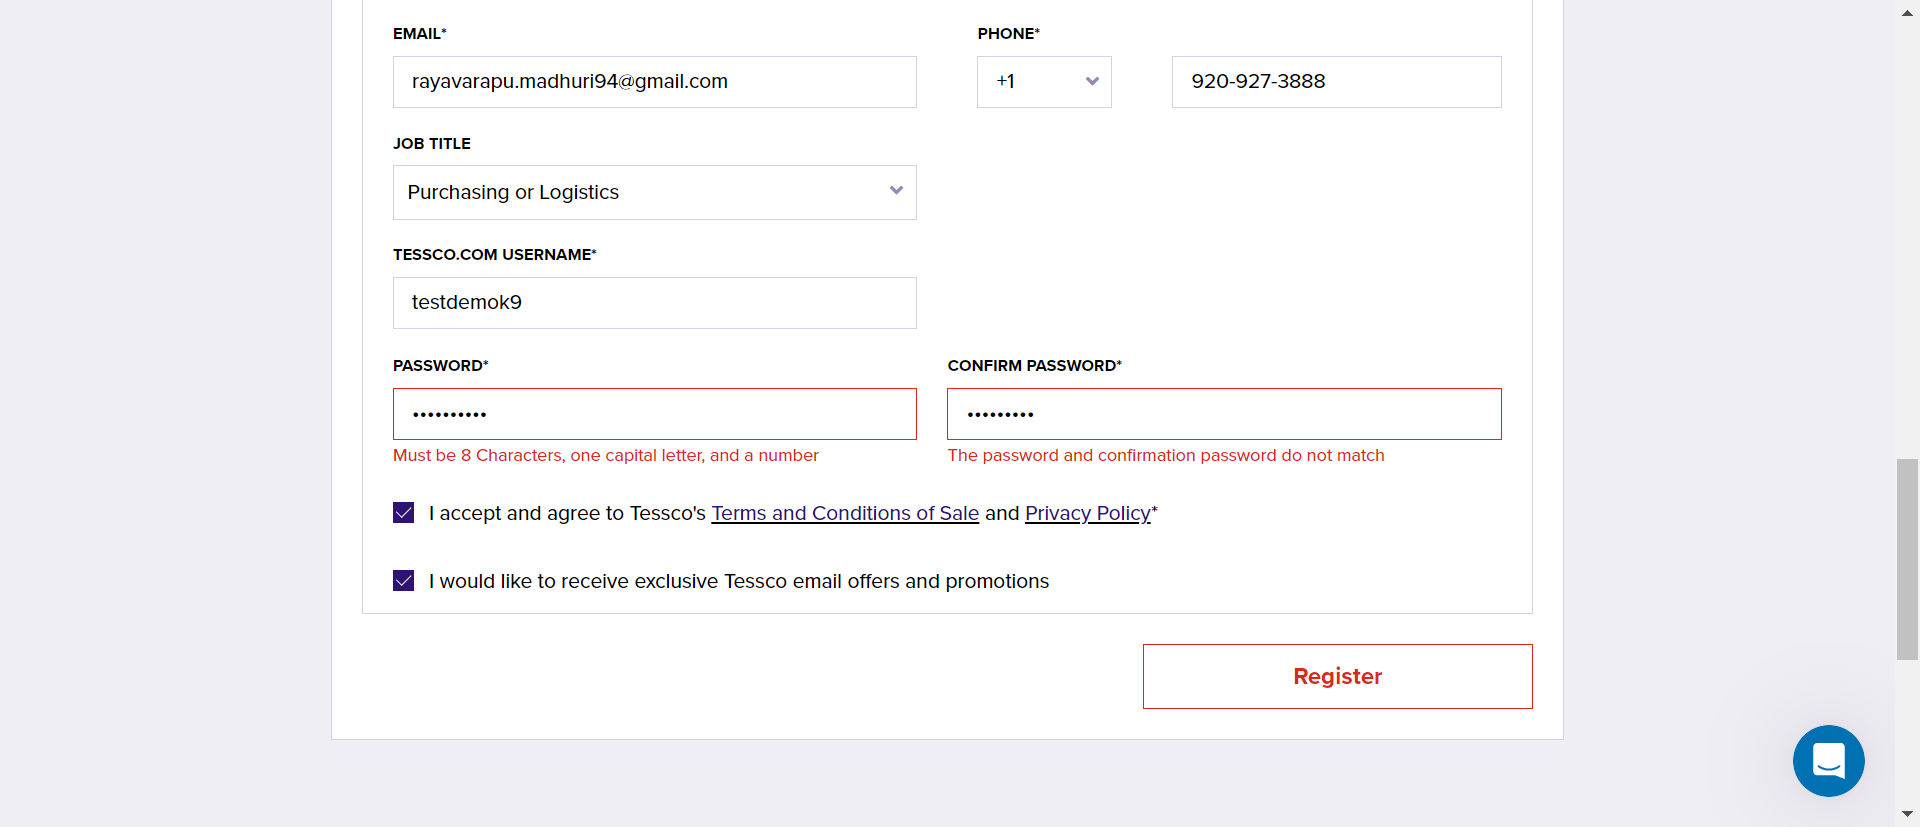 EMAIL*
PHONE*
rayavarapu.madhuri94@gmail.com
+1
920-927-3888
JOB TITLE
Purchasing or Logistics
TESSCO.COM USERNAME*
testdemok9
PASSWORD*
CONFIRM PASSWORD*
••••••••••
•••••••••
Must be 8 Characters, one capital letter, and a number
The password and confirmation password do not match
I accept and agree to Tessco's Terms and Conditions of Sale and Privacy Policy*
I would like to receive exclusive Tessco email offers and promotions
Register